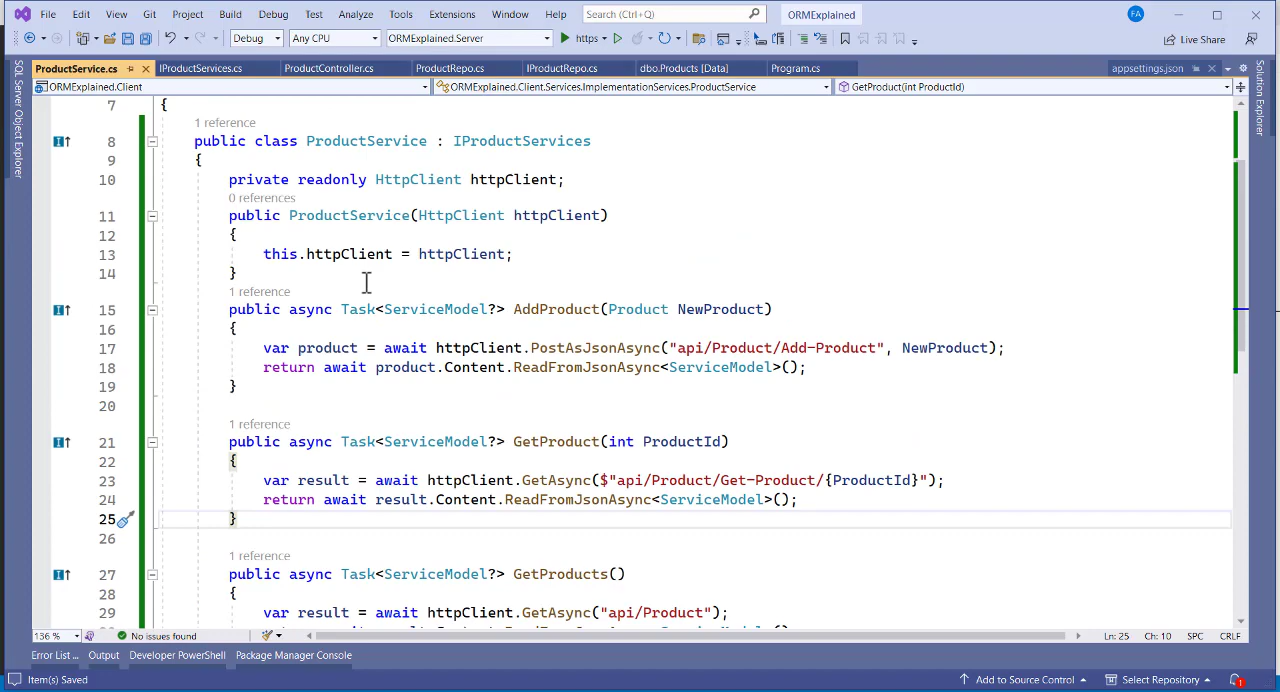 File Edit View Git Project Build Debug Test Analyze Tools Extensions Window Help Search (Ctrl+Q) ORMExplained FA
Debug Any CPU ORMExplained.Server https Live Share
ProductService.cs IProductServices.cs ProductController.cs ProductRepo.cs IProductRepo.cs dbo.Products [Data] Program.cs appsettings.json
ORMExplained.Client ORMExplained.Client.Services.ImplementationServices.ProductService GetProduct(int ProductId)
SQL Server Object Explorer
Solution Explorer
7 {
1 reference
8 public class ProductService : IProductServices
9 {
10 private readonly HttpClient httpClient;
0 references
11 public ProductService(HttpClient httpClient)
12 {
13 this.httpClient = httpClient;
14 }
1 reference
15 public async Task<ServiceModel?> AddProduct(Product NewProduct)
16 {
17 var product = await httpClient.PostAsJsonAsync("api/Product/Add-Product", NewProduct);
18 return await product.Content.ReadFromJsonAsync<ServiceModel>();
19 }
20
1 reference
21 public async Task<ServiceModel?> GetProduct(int ProductId)
22 {
23 var result = await httpClient.GetAsync($"api/Product/Get-Product/{ProductId}");
24 return await result.Content.ReadFromJsonAsync<ServiceModel>();
25 }
26
1 reference
27 public async Task<ServiceModel?> GetProducts()
28 {
29 var result = await httpClient.GetAsync("api/Product");
136 % No issues found Ln: 25 Ch: 10 SPC CRLF
Error List ... Output Developer PowerShell Package Manager Console
Item(s) Saved Add to Source Control Select Repository 1